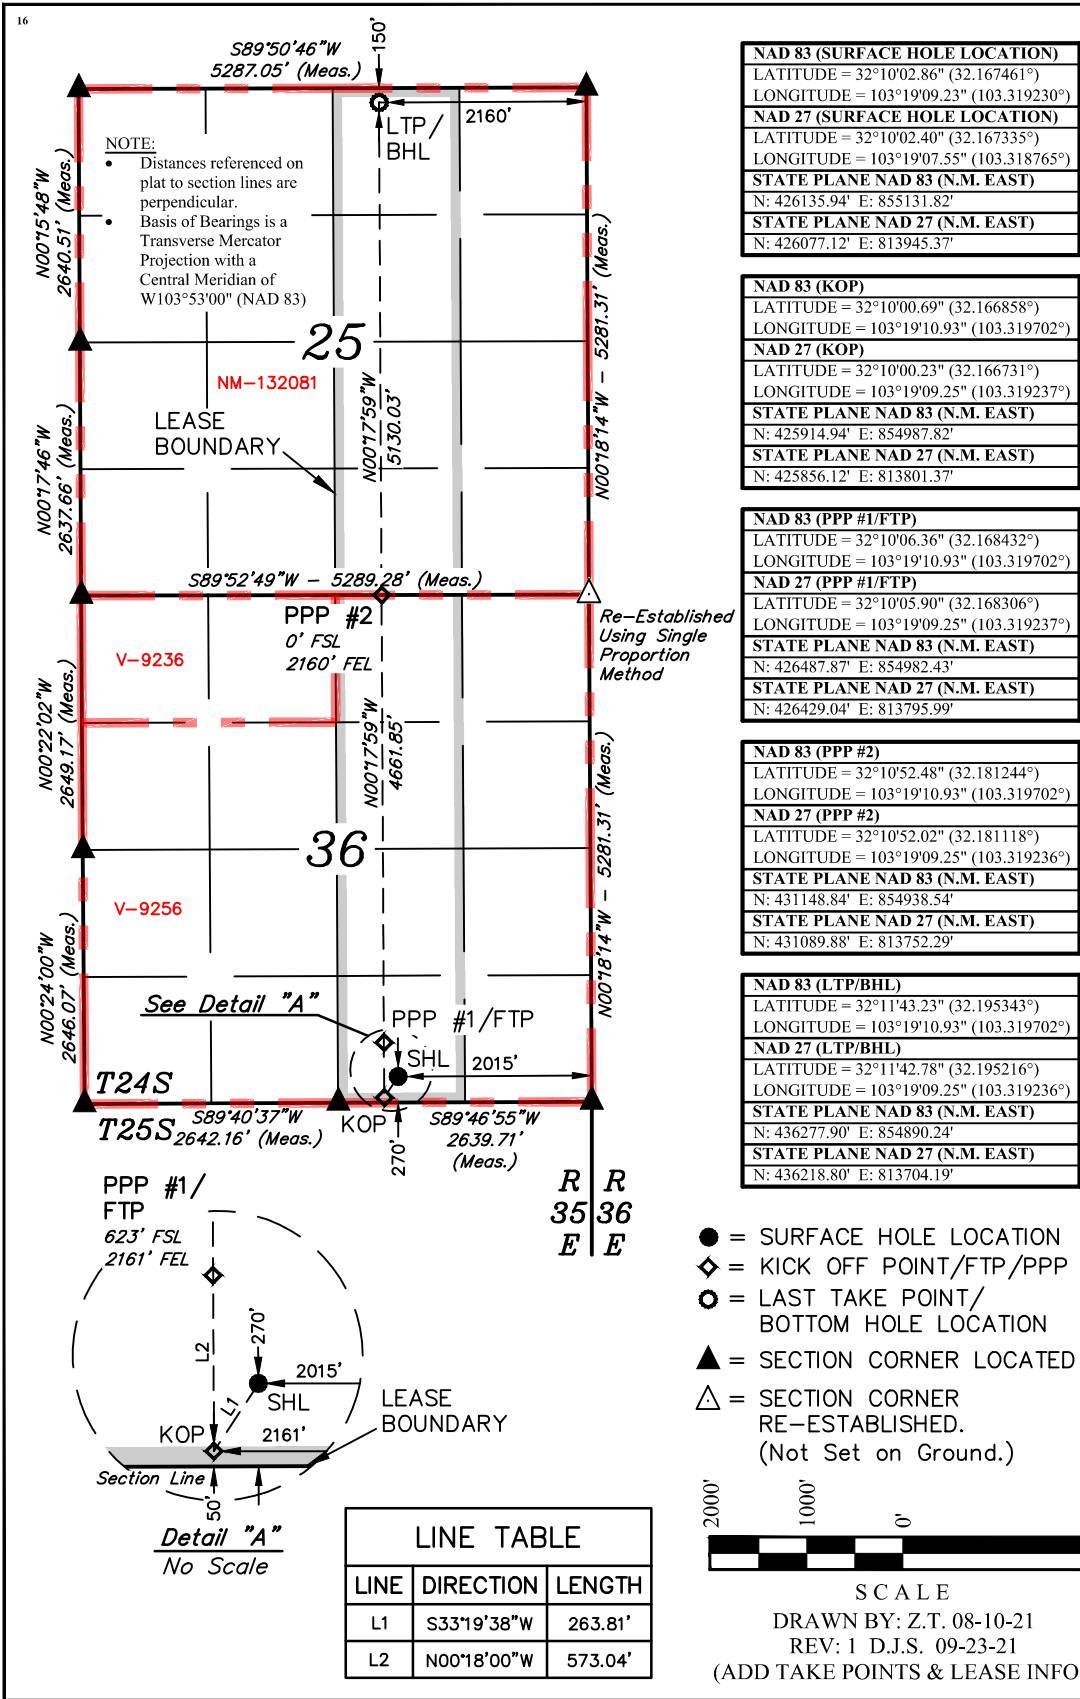 16
S89°50'46"W
5287.05' (Meas.)
150'
2160'
LTP/
BHL
NOTE:
• Distances referenced on
plat to section lines are
perpendicular.
• Basis of Bearings is a
Transverse Mercator
Projection with a
Central Meridian of
W103°53'00" (NAD 83)
N00°15'48"W
2640.51' (Meas.)
N00°18'14"W – 5281.31' (Meas.)
25
NM-132081
LEASE
BOUNDARY
N00°17'59"W
5130.03'
N00°17'46"W
2637.66' (Meas.)
S89°52'49"W – 5289.28' (Meas.)
PPP #2
0' FSL
2160' FEL
Re-Established
Using Single
Proportion
Method
V-9236
N00°22'02"W
2649.17' (Meas.)
N00°17'59"W
4661.85'
N00°18'14"W – 5281.31' (Meas.)
36
V-9256
N00°24'00"W
2646.07' (Meas.)
See Detail "A"
PPP #1/FTP
SHL
2015'
T24S
T25S
S89°40'37"W
2642.16' (Meas.)
KOP
270'
S89°46'55"W
2639.71'
(Meas.)
R R
35 36
E E
PPP #1/
FTP
623' FSL
2161' FEL
L2
270'
2015'
SHL
L1
KOP
2161'
LEASE
BOUNDARY
Section Line
50'
Detail "A"
No Scale
LINE TABLE
LINE DIRECTION LENGTH
L1 S33°19'38"W 263.81'
L2 N00°18'00"W 573.04'
NAD 83 (SURFACE HOLE LOCATION)
LATITUDE = 32°10'02.86" (32.167461°)
LONGITUDE = 103°19'09.23" (103.319230°)
NAD 27 (SURFACE HOLE LOCATION)
LATITUDE = 32°10'02.40" (32.167335°)
LONGITUDE = 103°19'07.55" (103.318765°)
STATE PLANE NAD 83 (N.M. EAST)
N: 426135.94' E: 855131.82'
STATE PLANE NAD 27 (N.M. EAST)
N: 426077.12' E: 813945.37'
NAD 83 (KOP)
LATITUDE = 32°10'00.69" (32.166858°)
LONGITUDE = 103°19'10.93" (103.319702°)
NAD 27 (KOP)
LATITUDE = 32°10'00.23" (32.166731°)
LONGITUDE = 103°19'09.25" (103.319237°)
STATE PLANE NAD 83 (N.M. EAST)
N: 425914.94' E: 854987.82'
STATE PLANE NAD 27 (N.M. EAST)
N: 425856.12' E: 813801.37'
NAD 83 (PPP #1/FTP)
LATITUDE = 32°10'06.36" (32.168432°)
LONGITUDE = 103°19'10.93" (103.319702°)
NAD 27 (PPP #1/FTP)
LATITUDE = 32°10'05.90" (32.168306°)
LONGITUDE = 103°19'09.25" (103.319237°)
STATE PLANE NAD 83 (N.M. EAST)
N: 426487.87' E: 854982.43'
STATE PLANE NAD 27 (N.M. EAST)
N: 426429.04' E: 813795.99'
NAD 83 (PPP #2)
LATITUDE = 32°10'52.48" (32.181244°)
LONGITUDE = 103°19'10.93" (103.319702°)
NAD 27 (PPP #2)
LATITUDE = 32°10'52.02" (32.181118°)
LONGITUDE = 103°19'09.25" (103.319236°)
STATE PLANE NAD 83 (N.M. EAST)
N: 431148.84' E: 854938.54'
STATE PLANE NAD 27 (N.M. EAST)
N: 431089.88' E: 813752.29'
NAD 83 (LTP/BHL)
LATITUDE = 32°11'43.23" (32.195343°)
LONGITUDE = 103°19'10.93" (103.319702°)
NAD 27 (LTP/BHL)
LATITUDE = 32°11'42.78" (32.195216°)
LONGITUDE = 103°19'09.25" (103.319236°)
STATE PLANE NAD 83 (N.M. EAST)
N: 436277.90' E: 854890.24'
STATE PLANE NAD 27 (N.M. EAST)
N: 436218.80' E: 813704.19'
= SURFACE HOLE LOCATION
= KICK OFF POINT/FTP/PPP
= LAST TAKE POINT/
BOTTOM HOLE LOCATION
= SECTION CORNER LOCATED
= SECTION CORNER
RE-ESTABLISHED.
(Not Set on Ground.)
2000' 1000' 0'
SCALE
DRAWN BY: Z.T. 08-10-21
REV: 1 D.J.S. 09-23-21
(ADD TAKE POINTS & LEASE INFO